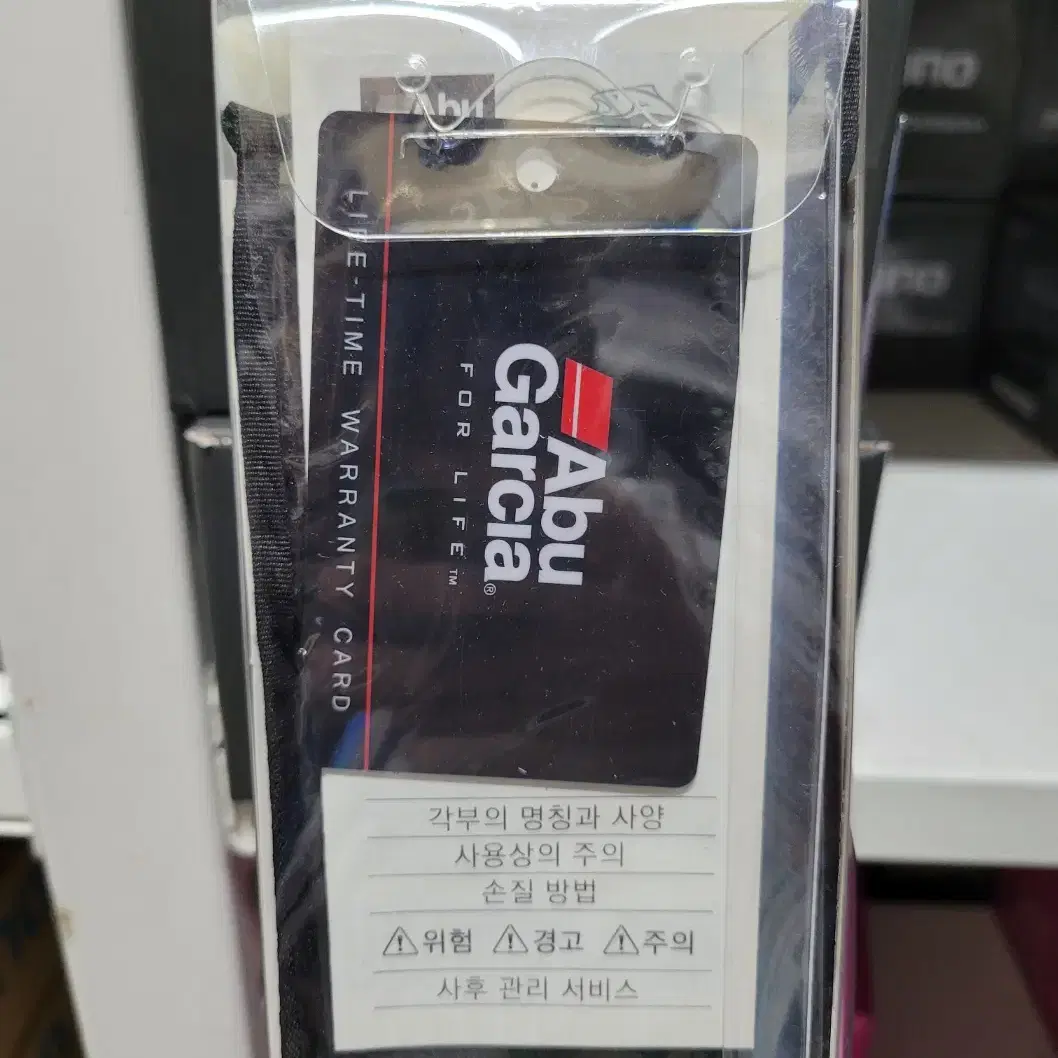 Abu
LIFE-TIME WARRANTY CARD
Abu
Garcia®
FOR LIFE™
각부의 명칭과 사양
사용상의 주의
손질 방법
⚠위험 ⚠경고 ⚠주의
사후 관리 서비스